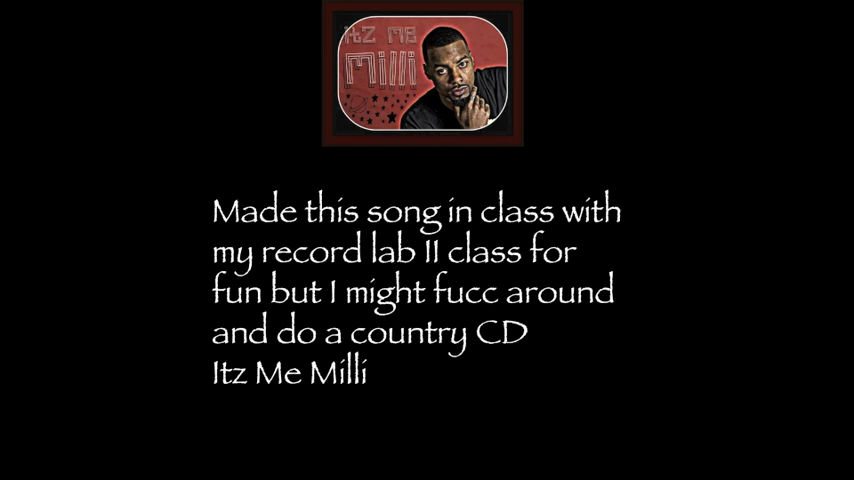 Itz Me
Milli
Made this song in class with
my record lab II class for
fun but I might fucc around
and do a country CD
Itz Me Milli